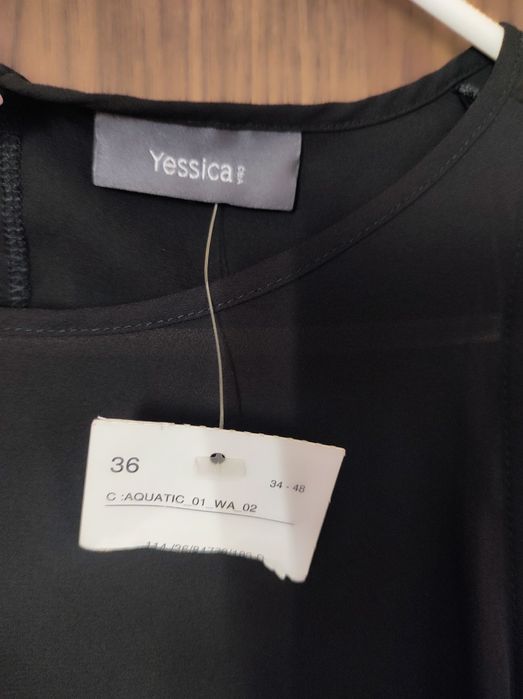 Yessica
C&A
36
34 - 48
C :AQUATIC_01_WA_02